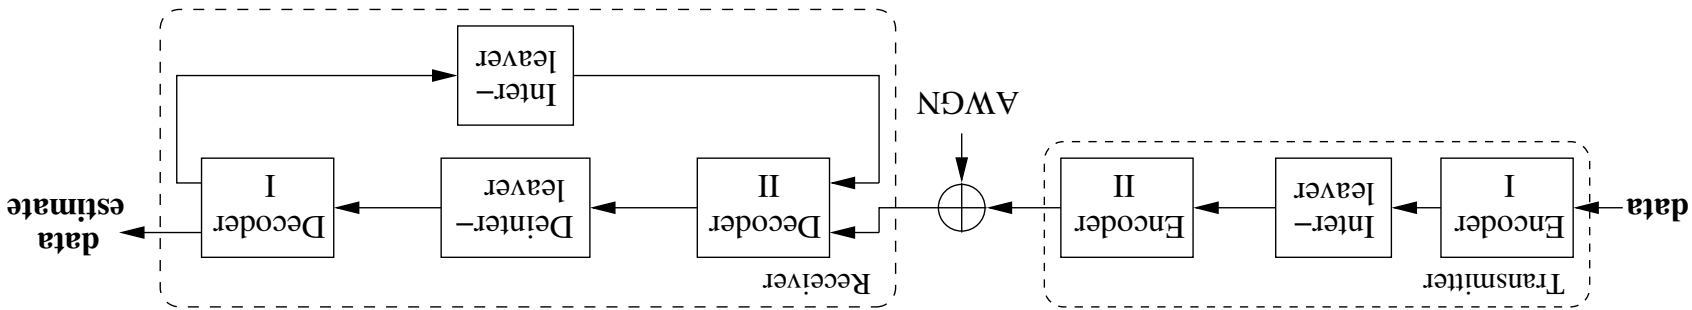 Transmitter
Receiver
data
Encoder
I
Inter–
leaver
Encoder
II
AWGN
Decoder
II
Deinter–
leaver
Decoder
I
data
estimate
Inter–
leaver